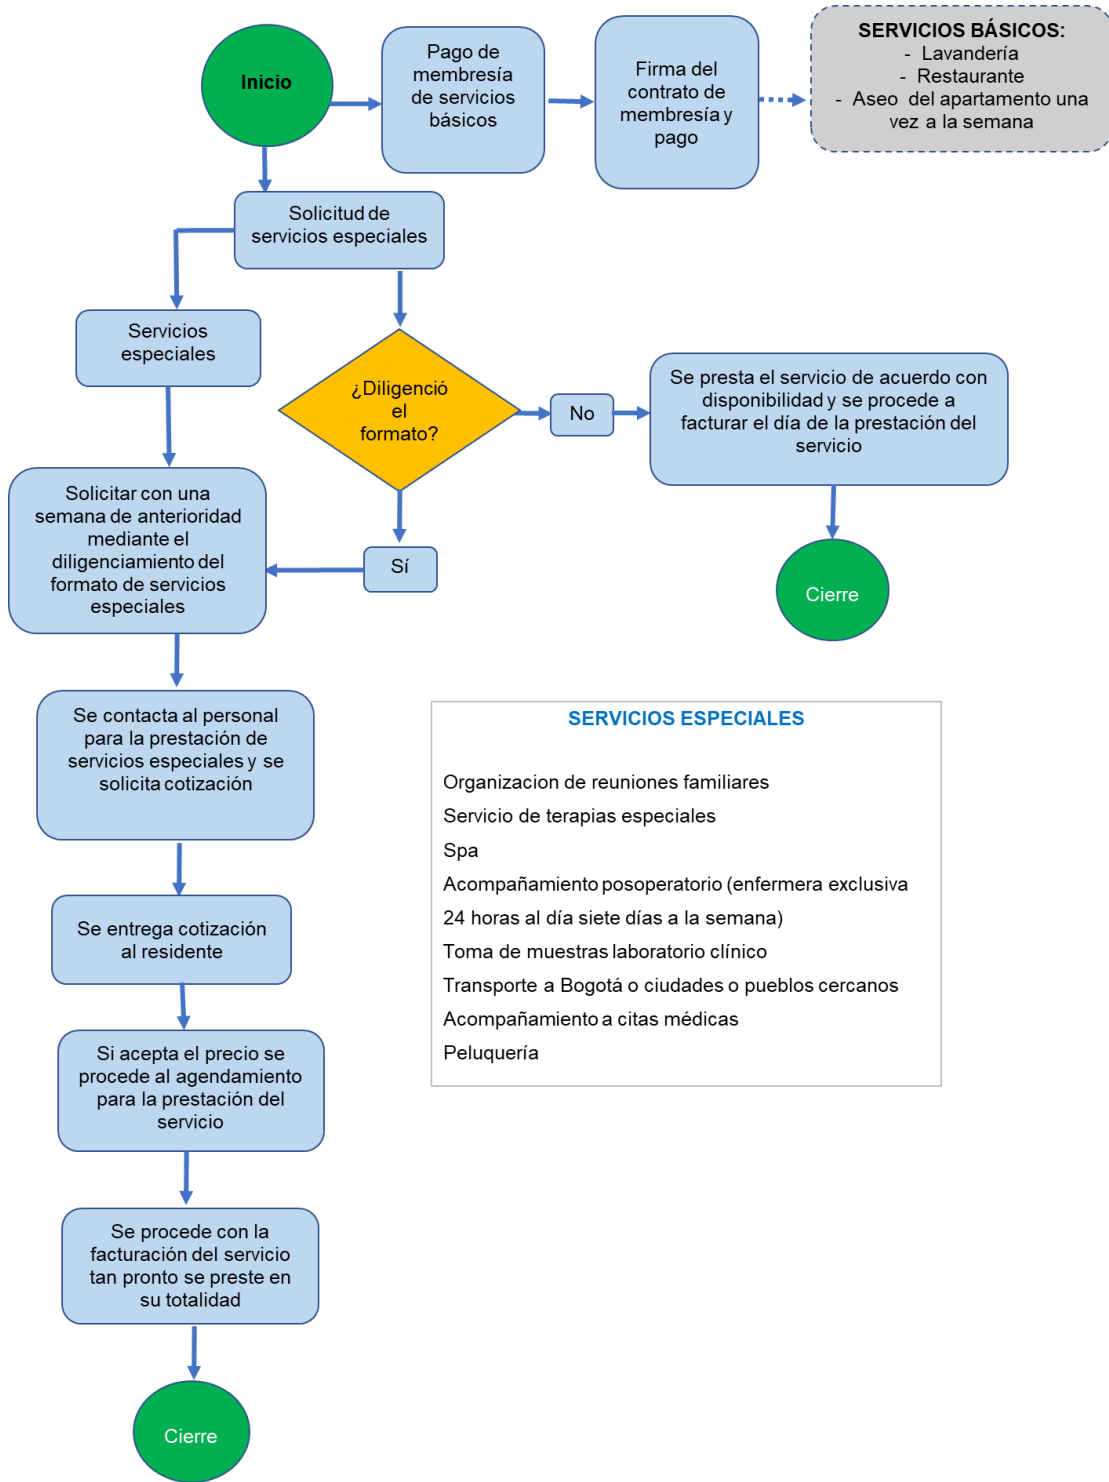 Inicio
Pago de
membresía
de servicios
básicos
Firma del
contrato de
membresía y
pago
SERVICIOS BÁSICOS:
- Lavandería
- Restaurante
- Aseo del apartamento una
vez a la semana
Solicitud de
servicios especiales
Servicios
especiales
¿Diligenció
el
formato?
No
Se presta el servicio de acuerdo con
disponibilidad y se procede a
facturar el día de la prestación del
servicio
Solicitar con una
semana de anterioridad
mediante el
diligenciamiento del
formato de servicios
especiales
Sí
Cierre
Se contacta al personal
para la prestación de
servicios especiales y se
solicita cotización
SERVICIOS ESPECIALES
Organizacion de reuniones familiares
Servicio de terapias especiales
Spa
Acompañamiento posoperatorio (enfermera exclusiva
24 horas al día siete días a la semana)
Toma de muestras laboratorio clínico
Transporte a Bogotá o ciudades o pueblos cercanos
Acompañamiento a citas médicas
Peluquería
Se entrega cotización
al residente
Si acepta el precio se
procede al agendamiento
para la prestación del
servicio
Se procede con la
facturación del servicio
tan pronto se preste en
su totalidad
Cierre